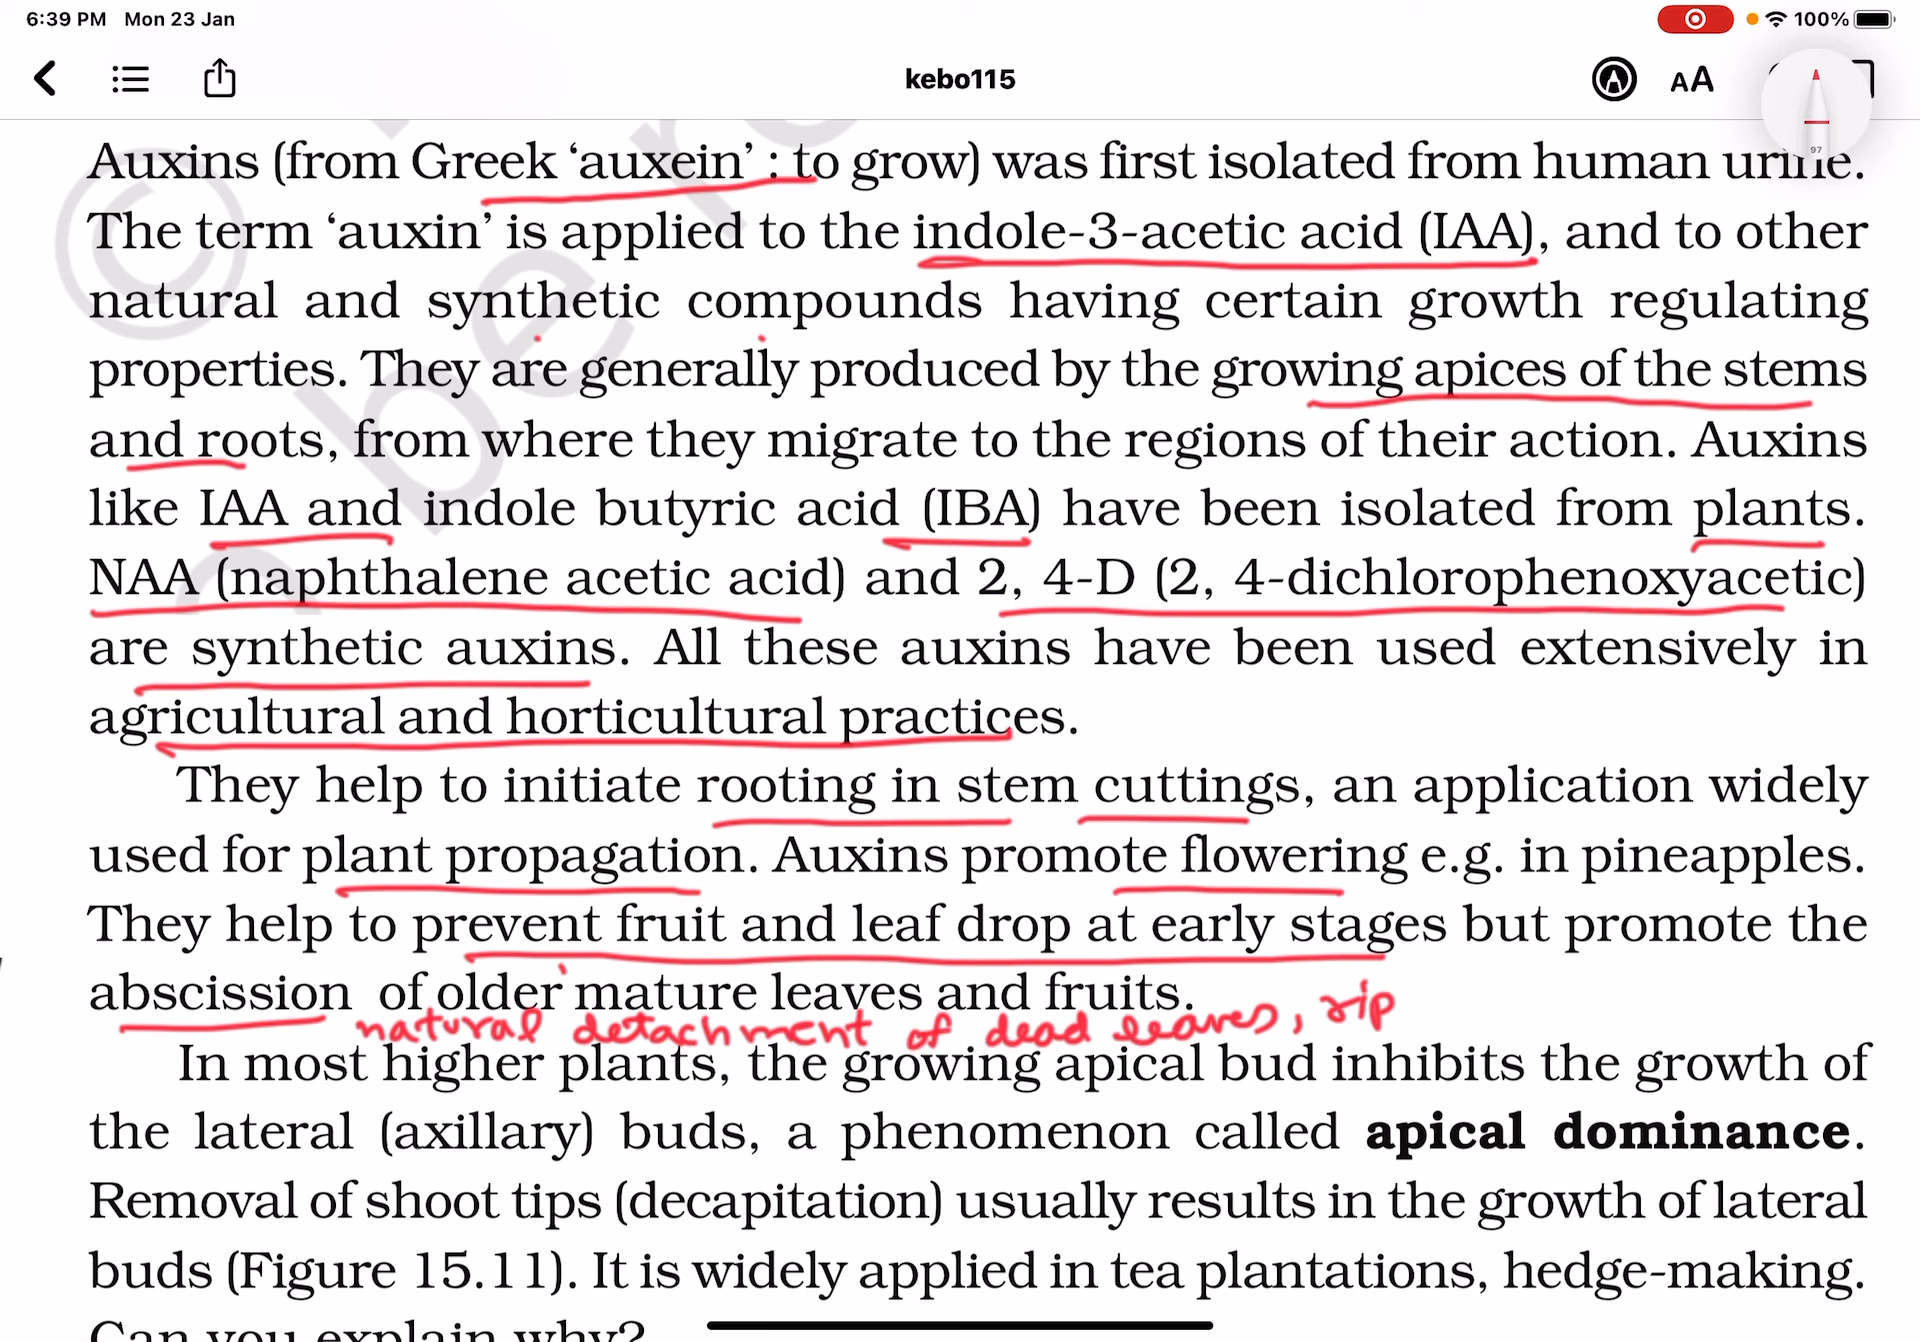 6:39 PM Mon 23 Jan
100%
kebo115
AA
97
Auxins (from Greek ‘auxein’ : to grow) was first isolated from human urine.
The term ‘auxin’ is applied to the indole-3-acetic acid (IAA), and to other
natural and synthetic compounds having certain growth regulating
properties. They are generally produced by the growing apices of the stems
and roots, from where they migrate to the regions of their action. Auxins
like IAA and indole butyric acid (IBA) have been isolated from plants.
NAA (naphthalene acetic acid) and 2, 4-D (2, 4-dichlorophenoxyacetic)
are synthetic auxins. All these auxins have been used extensively in
agricultural and horticultural practices.
They help to initiate rooting in stem cuttings, an application widely
used for plant propagation. Auxins promote flowering e.g. in pineapples.
They help to prevent fruit and leaf drop at early stages but promote the
abscission of older mature leaves and fruits.
natural detachment of dead leaves, rip
In most higher plants, the growing apical bud inhibits the growth of
the lateral (axillary) buds, a phenomenon called apical dominance.
Removal of shoot tips (decapitation) usually results in the growth of lateral
buds (Figure 15.11). It is widely applied in tea plantations, hedge-making.
Can you explain why?